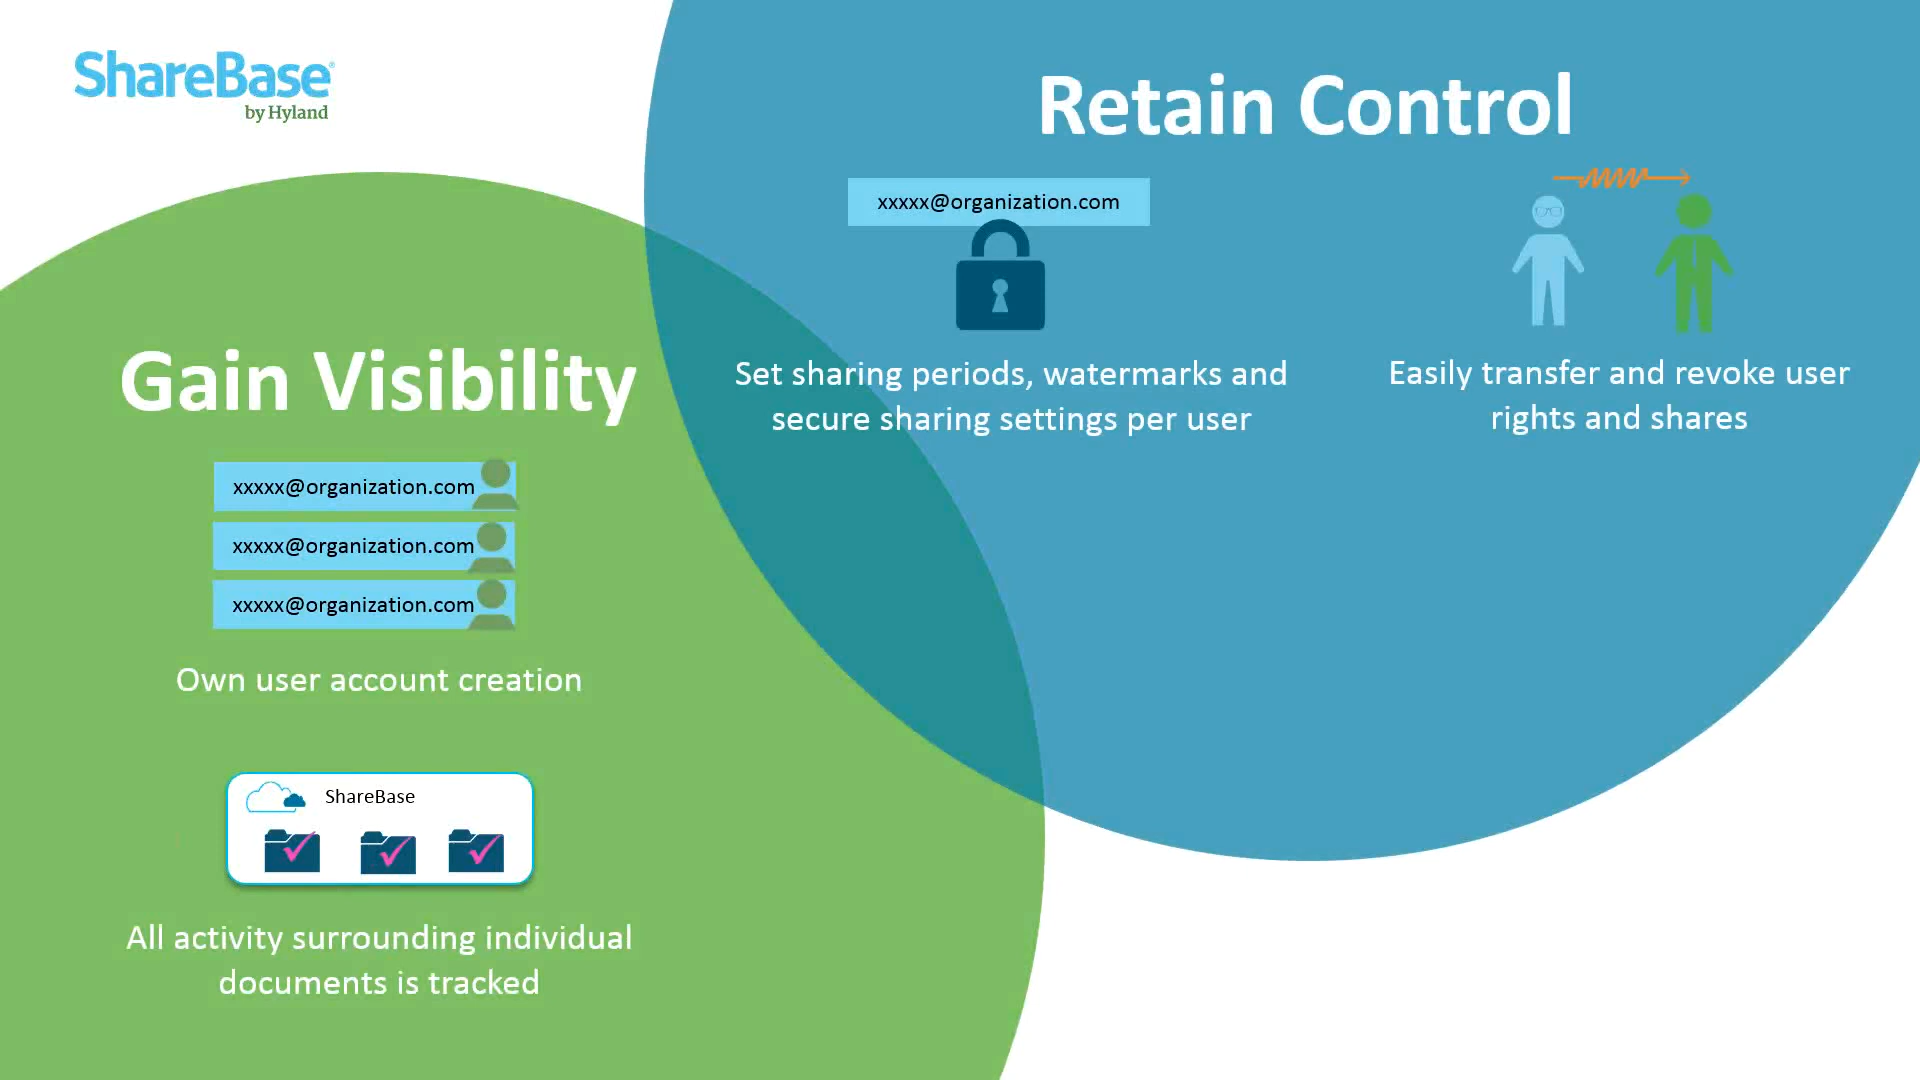 ShareBase®
by Hyland
Retain Control
xxxxx@organization.com
Set sharing periods, watermarks and
secure sharing settings per user
Easily transfer and revoke user
rights and shares
Gain Visibility
xxxxx@organization.com
xxxxx@organization.com
xxxxx@organization.com
Own user account creation
ShareBase
All activity surrounding individual
documents is tracked